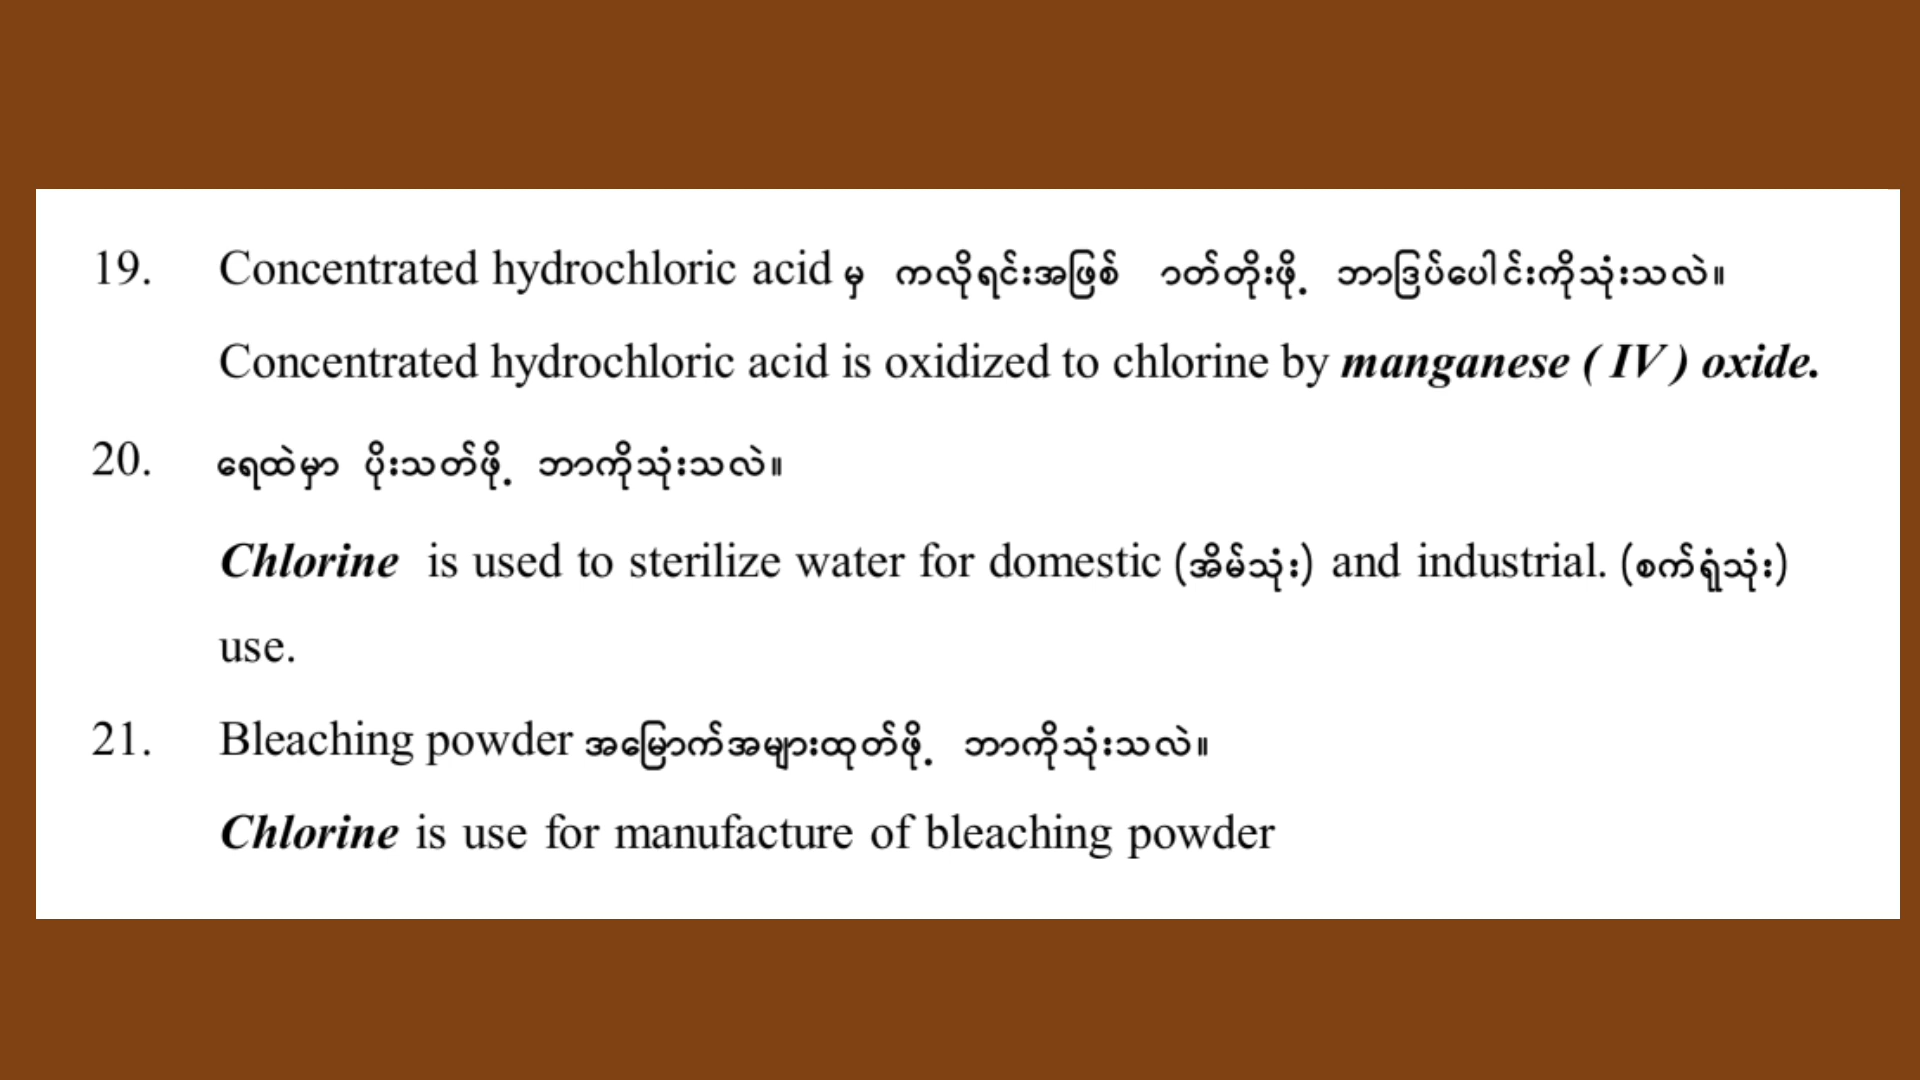 19. Concentrated hydrochloric acid မှ ကလိုရင်းအဖြစ် ဓာတ်တိုးဖို့ ဘာဒြပ်ပေါင်းကိုသုံးသလဲ။
Concentrated hydrochloric acid is oxidized to chlorine by manganese ( IV ) oxide.
20. ရေထဲမှာ ပိုးသတ်ဖို့ ဘာကိုသုံးသလဲ။
Chlorine is used to sterilize water for domestic (အိမ်သုံး) and industrial. (စက်ရုံသုံး)
use.
21. Bleaching powder အမြောက်အများထုတ်ဖို့ ဘာကိုသုံးသလဲ။
Chlorine is use for manufacture of bleaching powder